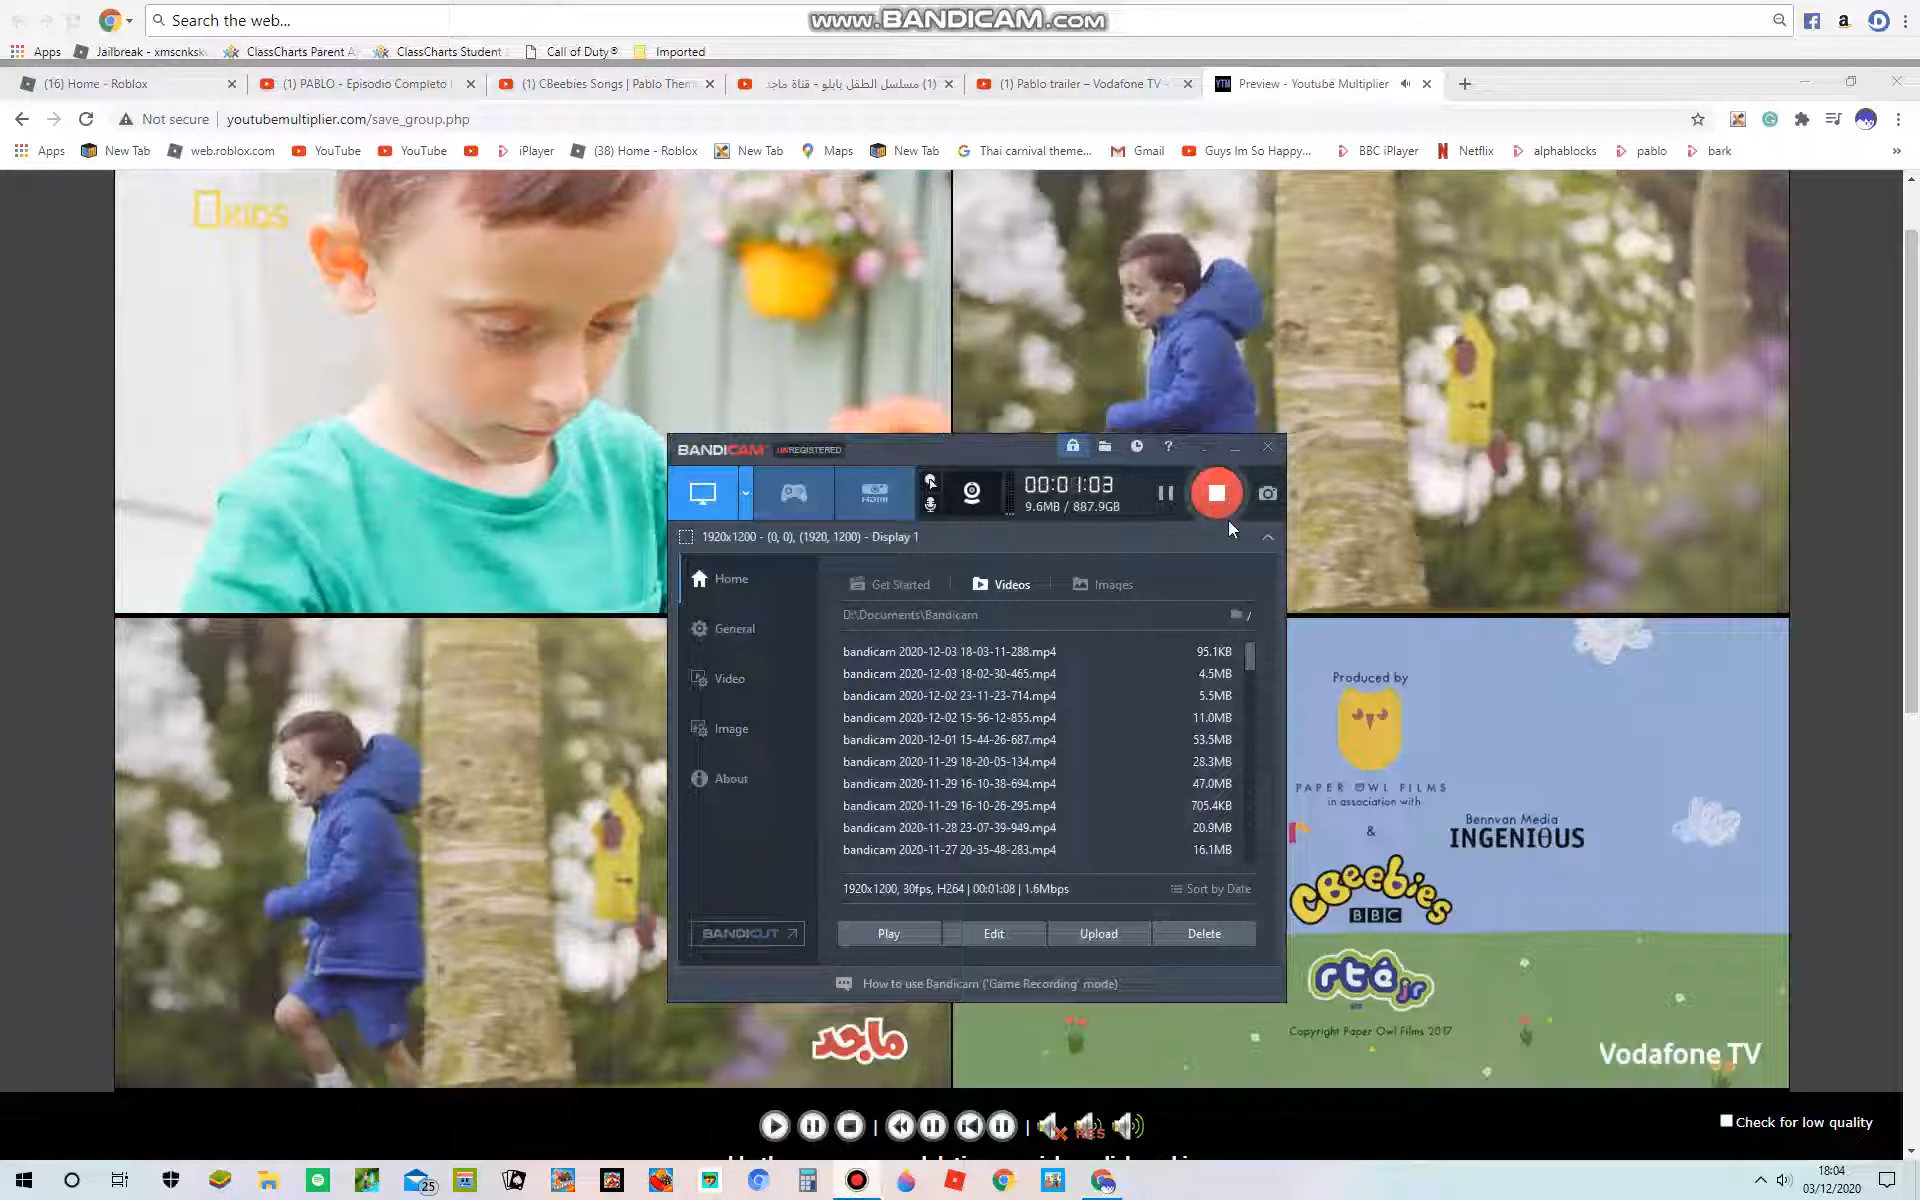 Search the web...
www.BANDICAM.com
Apps
Jailbreak - xmscnksk
ClassCharts Parent A
ClassCharts Student
Call of Duty®
Imported
(16) Home - Roblox
(1) PABLO - Episodio Completo
(1) CBeebies Songs | Pablo Them
(1) مسلسل الطفل بابلو - قناة ماجد
(1) Pablo trailer – Vodafone TV -
YTM
Preview - Youtube Multiplier
Not secure
youtubemultiplier.com/save_group.php
Apps
New Tab
web.roblox.com
YouTube
YouTube
iPlayer
(38) Home - Roblox
New Tab
Maps
New Tab
Thai carnival theme...
Gmail
Guys Im So Happy...
BBC iPlayer
Netflix
alphablocks
pablo
bark
»
KIDS
BANDICAM UNREGISTERED
?
HDMI
00:01:03
9.6MB / 887.9GB
1920x1200 - (0, 0), (1920, 1200) - Display 1
Home
General
Video
Image
About
BANDICUT
Get Started
Videos
Images
D:\Documents\Bandicam
/
bandicam 2020-12-03 18-03-11-288.mp4 95.1KB
bandicam 2020-12-03 18-02-30-465.mp4 4.5MB
bandicam 2020-12-02 23-11-23-714.mp4 5.5MB
bandicam 2020-12-02 15-56-12-855.mp4 11.0MB
bandicam 2020-12-01 15-44-26-687.mp4 53.5MB
bandicam 2020-11-29 18-20-05-134.mp4 28.3MB
bandicam 2020-11-29 16-10-38-694.mp4 47.0MB
bandicam 2020-11-29 16-10-26-295.mp4 705.4KB
bandicam 2020-11-28 23-07-39-949.mp4 20.9MB
bandicam 2020-11-27 20-35-48-283.mp4 16.1MB
1920x1200, 30fps, H264 | 00:01:08 | 1.6Mbps
Sort by Date
Play
Edit
Upload
Delete
How to use Bandicam ('Game Recording' mode)
Produced by
PAPER OWL FILMS
in association with
&
Bennvan Media
INGENIOUS
CBeebies
BBC
rté jr
Copyright Paper Owl Films 2017
Vodafone TV
ماجد
RES
Check for low quality
25
18:04
03/12/2020